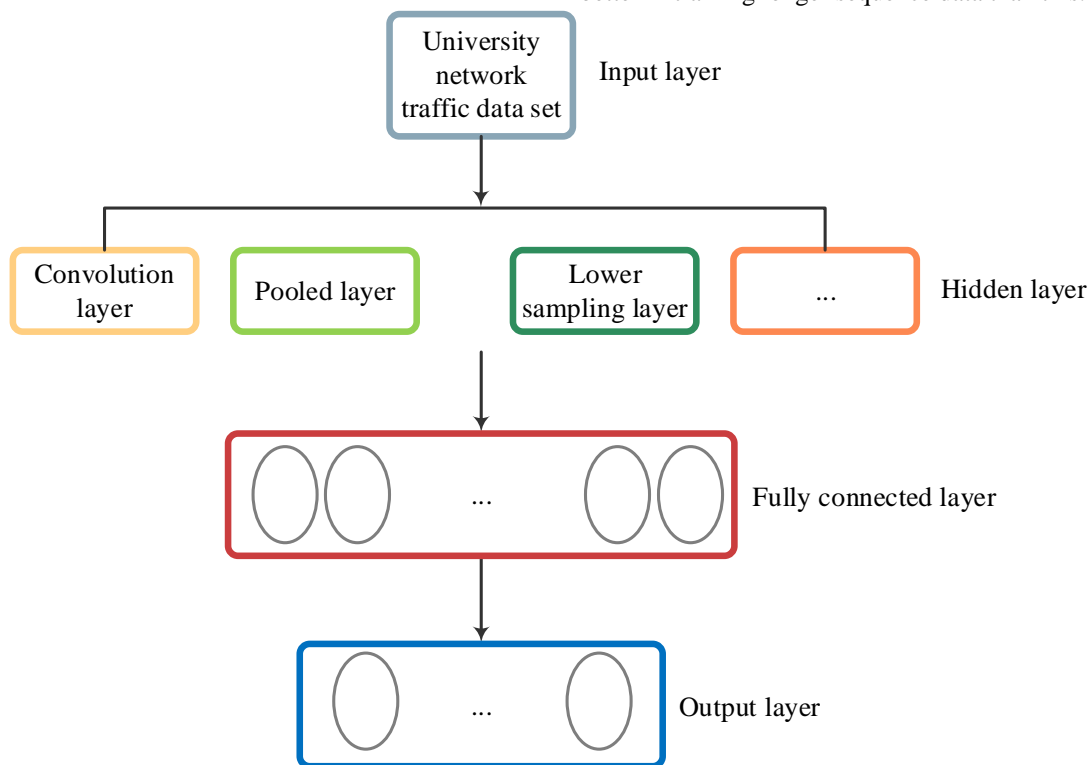 University
network
traffic data set
Input layer
Convolution
layer
Pooled layer
Lower
sampling layer
...
Hidden layer
...
Fully connected layer
...
Output layer